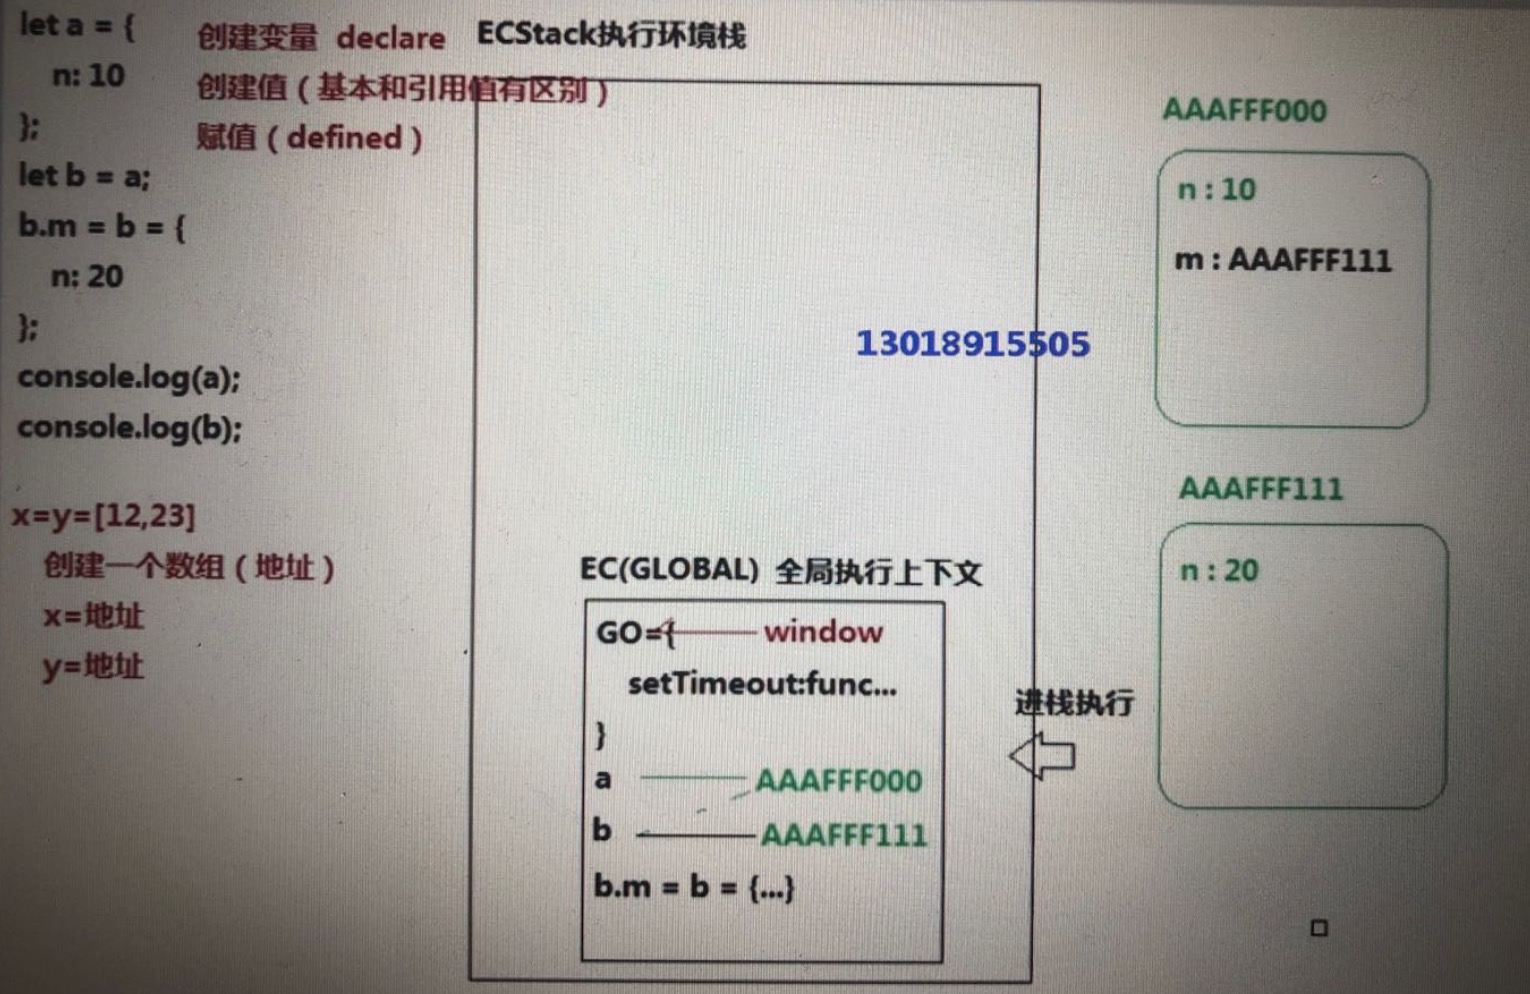 let a = {
n: 10
};
let b = a;
b.m = b = {
n: 20
};
console.log(a);
console.log(b);
x=y=[12,23]
创建一个数组（地址）
x=地址
y=地址
创建变量 declare
创建值（基本和引用值有区别）
赋值（defined）
ECStack执行环境栈
13018915505
EC(GLOBAL) 全局执行上下文
GO={ window
setTimeout:func...
}
a AAAFFF000
b AAAFFF111
b.m = b = {...}
进栈执行
AAAFFF000
n : 10
m : AAAFFF111
AAAFFF111
n : 20